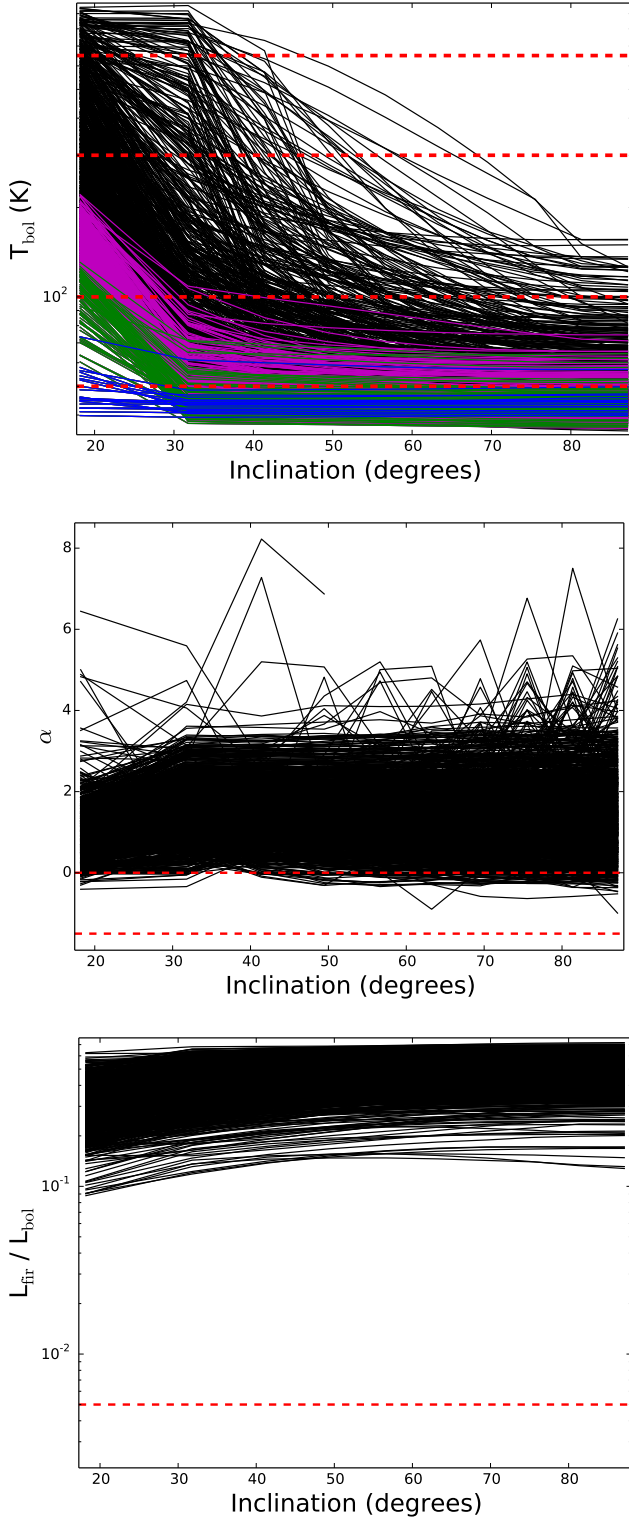 T_bol (K)
10^2
20 30 40 50 60 70 80
Inclination (degrees)
8
6
4
α
2
0
20 30 40 50 60 70 80
Inclination (degrees)
L_fir / L_bol
10^-1
10^-2
20 30 40 50 60 70 80
Inclination (degrees)